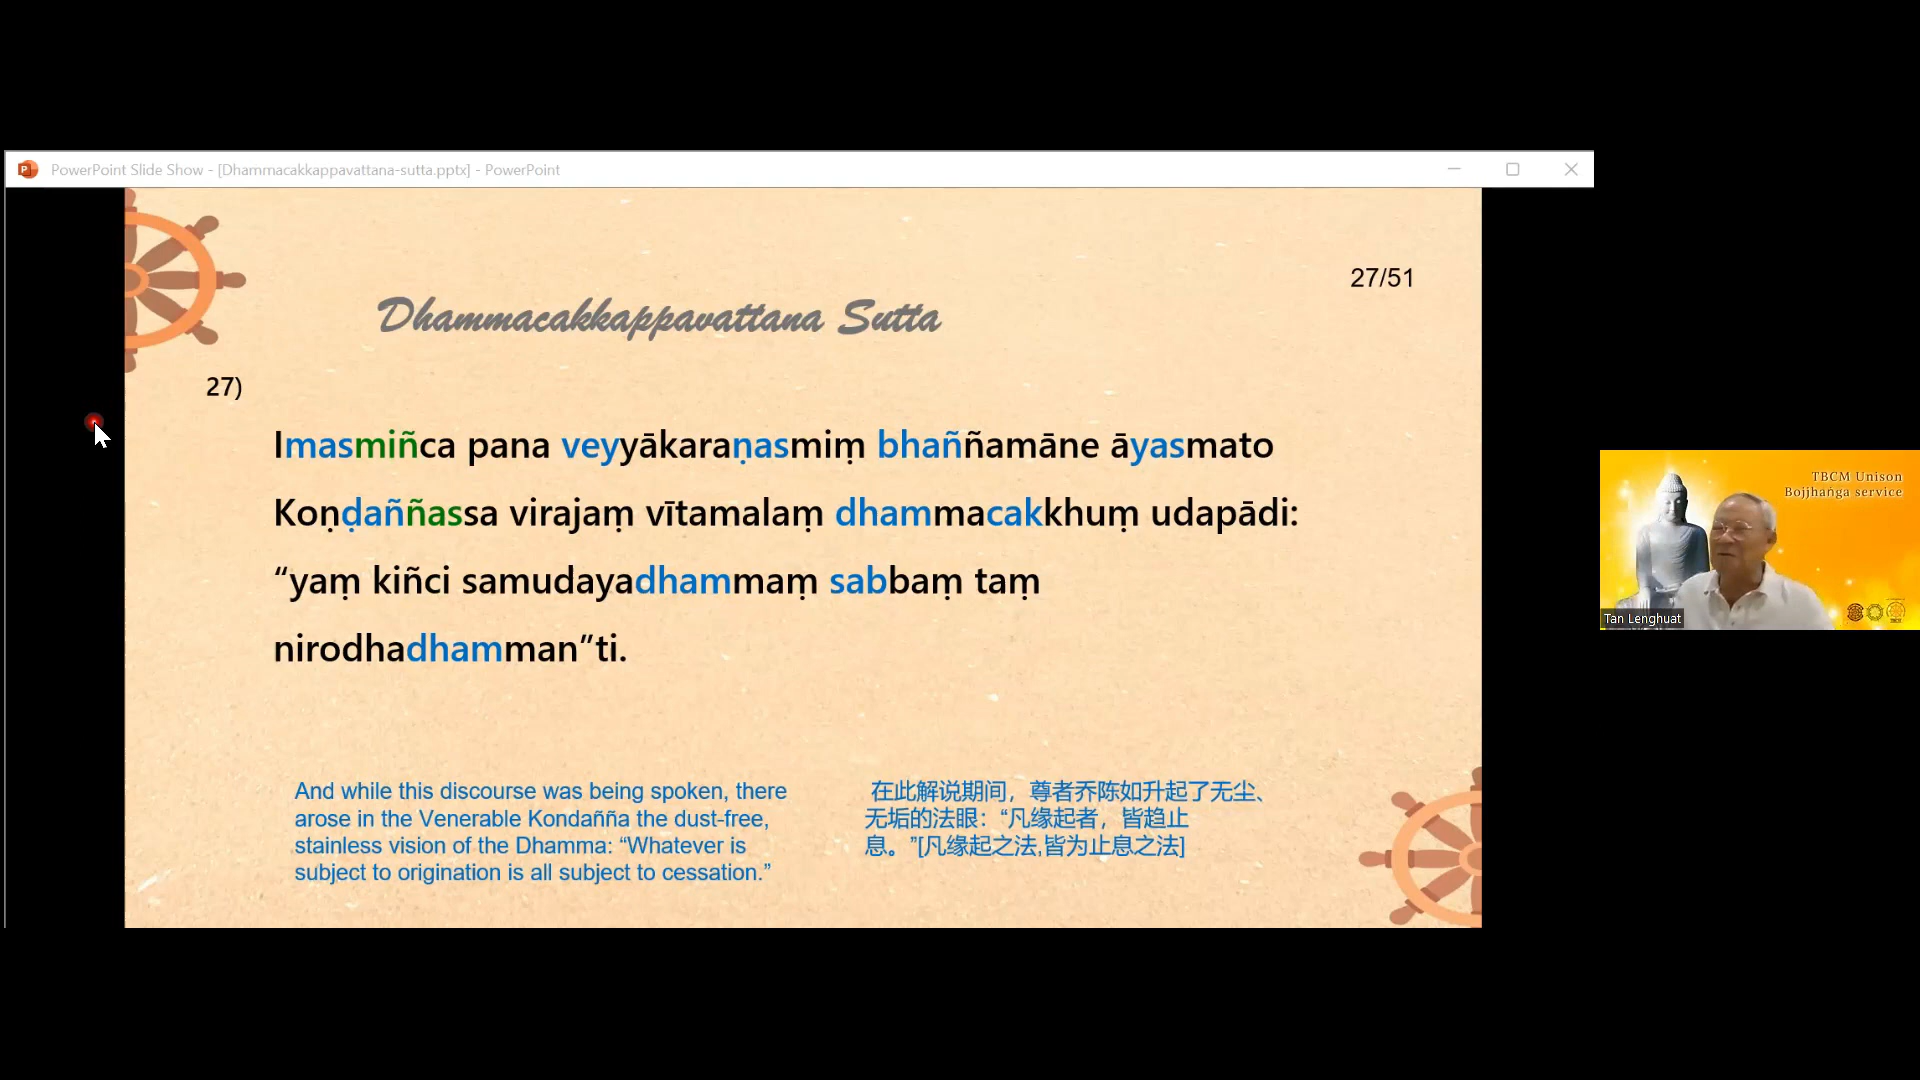 PowerPoint Slide Show - [Dhammacakkappavattana-sutta.pptx] - PowerPoint
27/51
Dhammacakkappavattana Sutta
27)
Imasmiñca pana veyyākaraṇasmiṃ bhaññamāne āyasmato
Koṇḍaññassa virajaṃ vītamalaṃ dhammacakkhuṃ udapādi:
“yaṃ kiñci samudayadhammaṃ sabbaṃ taṃ
nirodhadhamman”ti.
And while this discourse was being spoken, there
arose in the Venerable Kondañña the dust-free,
stainless vision of the Dhamma: “Whatever is
subject to origination is all subject to cessation.”
在此解说期间，尊者乔陈如升起了无尘、
无垢的法眼：“凡缘起者，皆趋止
息。”[凡缘起之法,皆为止息之法]
TBCM Unison
Bojjhaṅga service
Tan Lenghuat